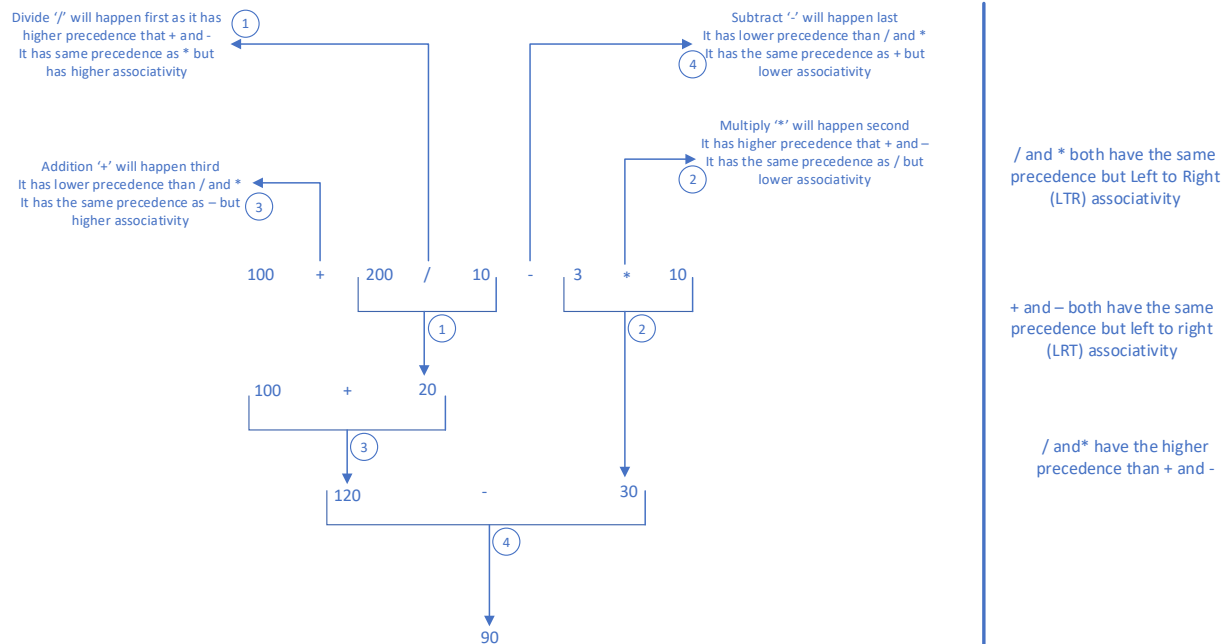 Divide ‘/’ will happen first as it has
higher precedence that + and -
It has same precedence as * but
has higher associativity
1
Subtract ‘-’ will happen last
It has lower precedence than / and *
It has the same precedence as + but
lower associativity
4
Multiply ‘*’ will happen second
It has higher precedence that + and –
It has the same precedence as / but
lower associativity
2
Addition ‘+’ will happen third
It has lower precedence than / and *
It has the same precedence as – but
higher associativity
3
100 + 200 / 10 - 3 * 10
1
2
100 + 20
3
120 - 30
4
90
/ and * both have the same
precedence but Left to Right
(LTR) associativity
+ and – both have the same
precedence but left to right
(LRT) associativity
/ and* have the higher
precedence than + and -